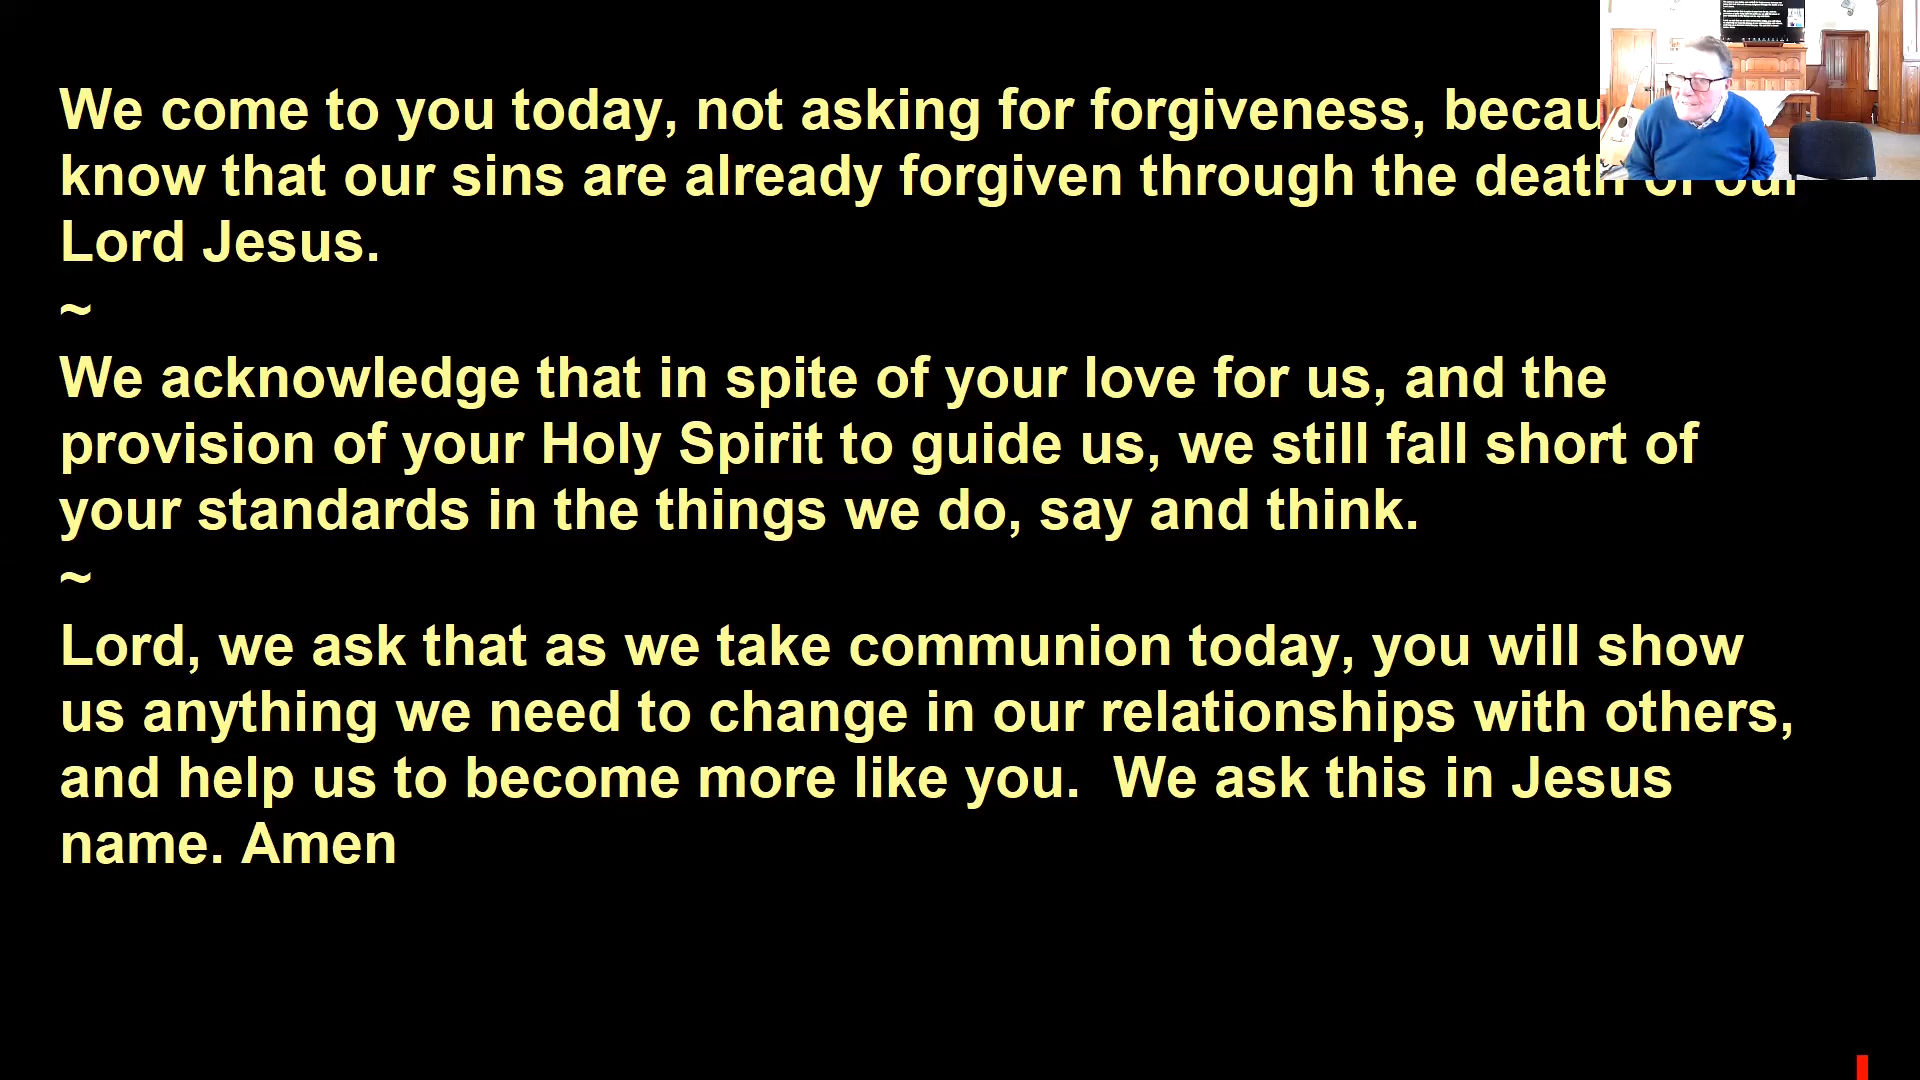 We come to you today, not asking for forgiveness,
know that our sins are already forgiven through the death of our
Lord Jesus.
~
We acknowledge that in spite of your love for us, and the
provision of your Holy Spirit to guide us, we still fall short of
your standards in the things we do, say and think.
~
Lord, we ask that as we take communion today, you will show
us anything we need to change in our relationships with others,
and help us to become more like you.  We ask this in Jesus
name. Amen